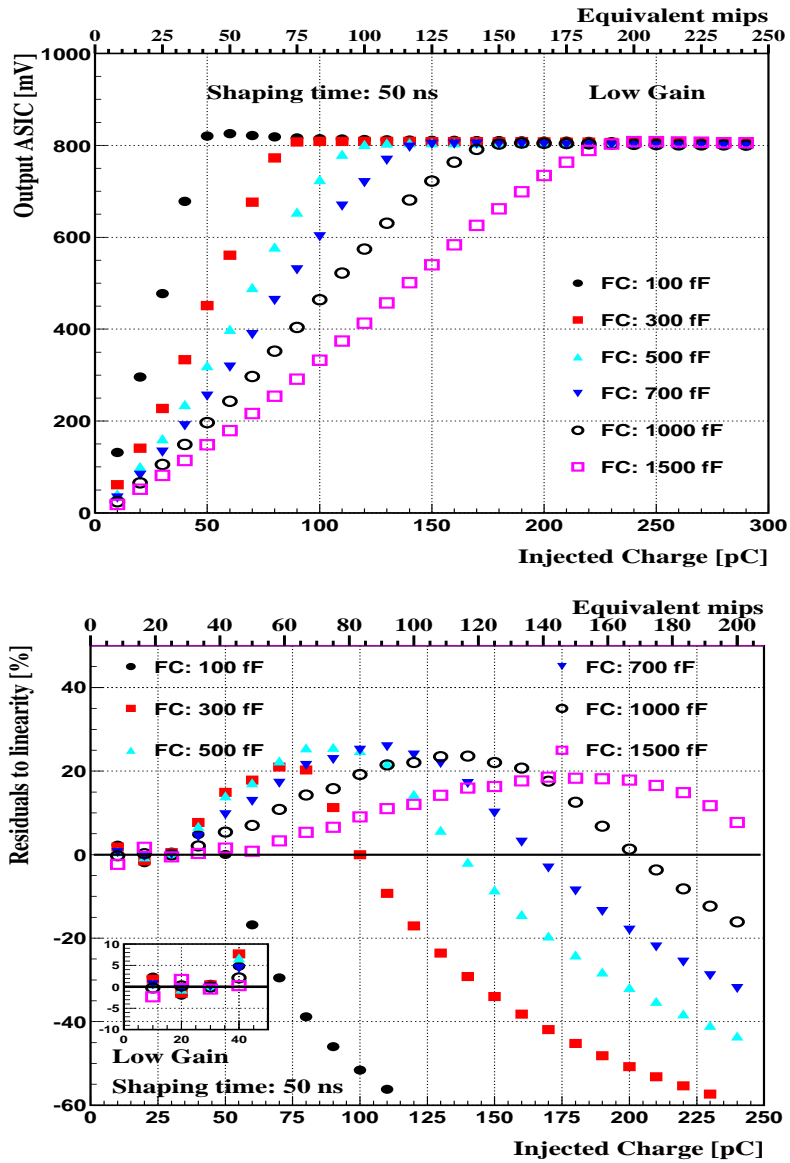 Equivalent mips
0 25 50 75 100 125 150 175 200 225 250
Output ASIC [mV]
1000
800
600
400
200
0
Shaping time: 50 ns
Low Gain
FC: 100 fF
FC: 300 fF
FC: 500 fF
FC: 700 fF
FC: 1000 fF
FC: 1500 fF
0 50 100 150 200 250 300
Injected Charge [pC]
Equivalent mips
0 20 40 60 80 100 120 140 160 180 200
Residuals to linearity [%]
40
20
0
-20
-40
-60
FC: 100 fF
FC: 300 fF
FC: 500 fF
FC: 700 fF
FC: 1000 fF
FC: 1500 fF
10
5
0
-5
-10
0 20 40
Low Gain
Shaping time: 50 ns
0 25 50 75 100 125 150 175 200 225 250
Injected Charge [pC]